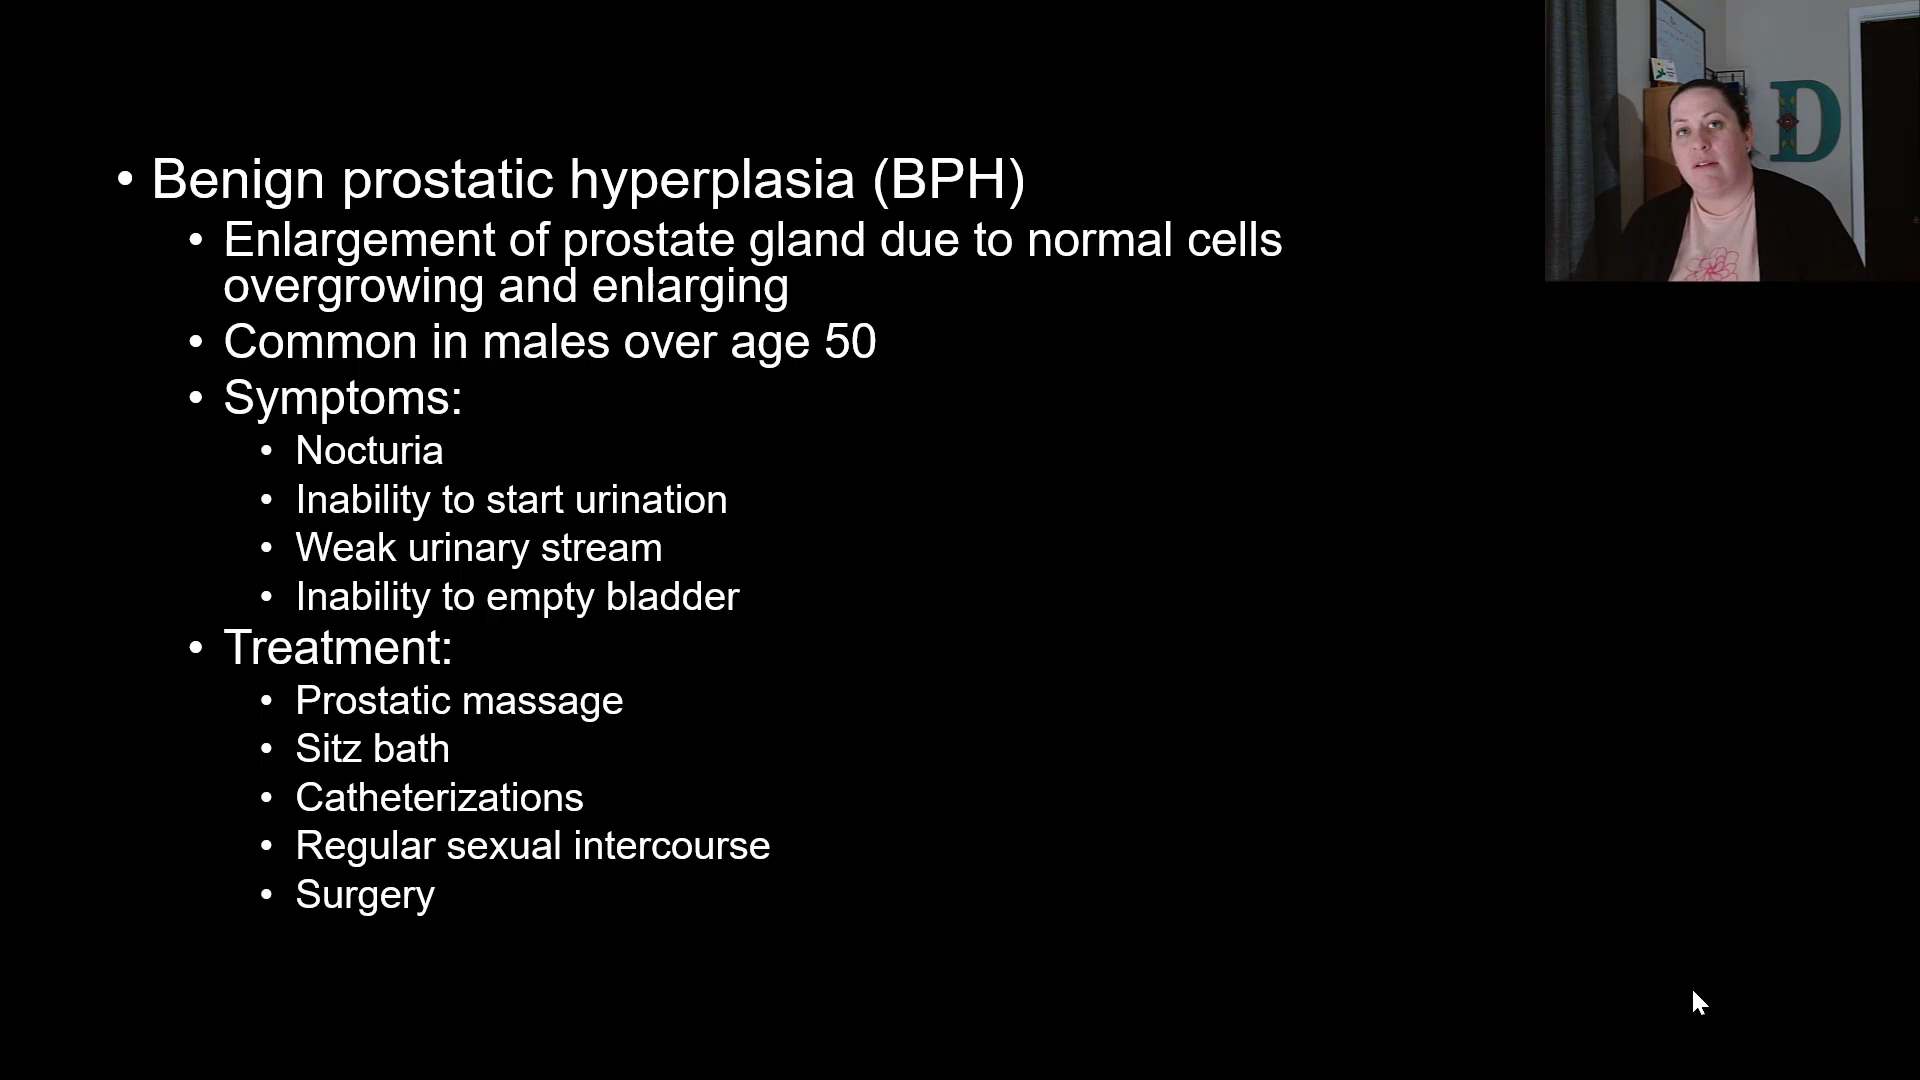 • Benign prostatic hyperplasia (BPH)
• Enlargement of prostate gland due to normal cells
overgrowing and enlarging
• Common in males over age 50
• Symptoms:
• Nocturia
• Inability to start urination
• Weak urinary stream
• Inability to empty bladder
• Treatment:
• Prostatic massage
• Sitz bath
• Catheterizations
• Regular sexual intercourse
• Surgery
D